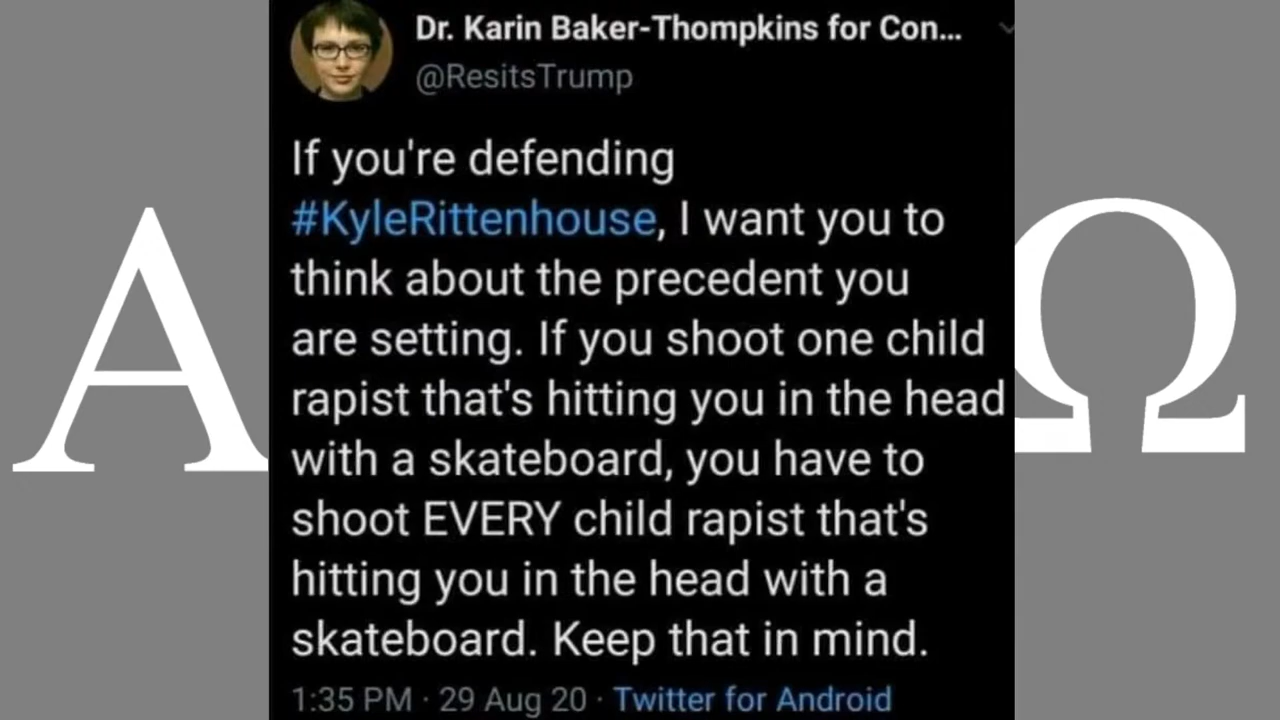 Dr. Karin Baker-Thompkins for Con...
@ResitsTrump
If you're defending
#KyleRittenhouse, I want you to
think about the precedent you
are setting. If you shoot one child
rapist that's hitting you in the head
with a skateboard, you have to
shoot EVERY child rapist that's
hitting you in the head with a
skateboard. Keep that in mind.
1:35 PM · 29 Aug 20 · Twitter for Android
Α
Ω